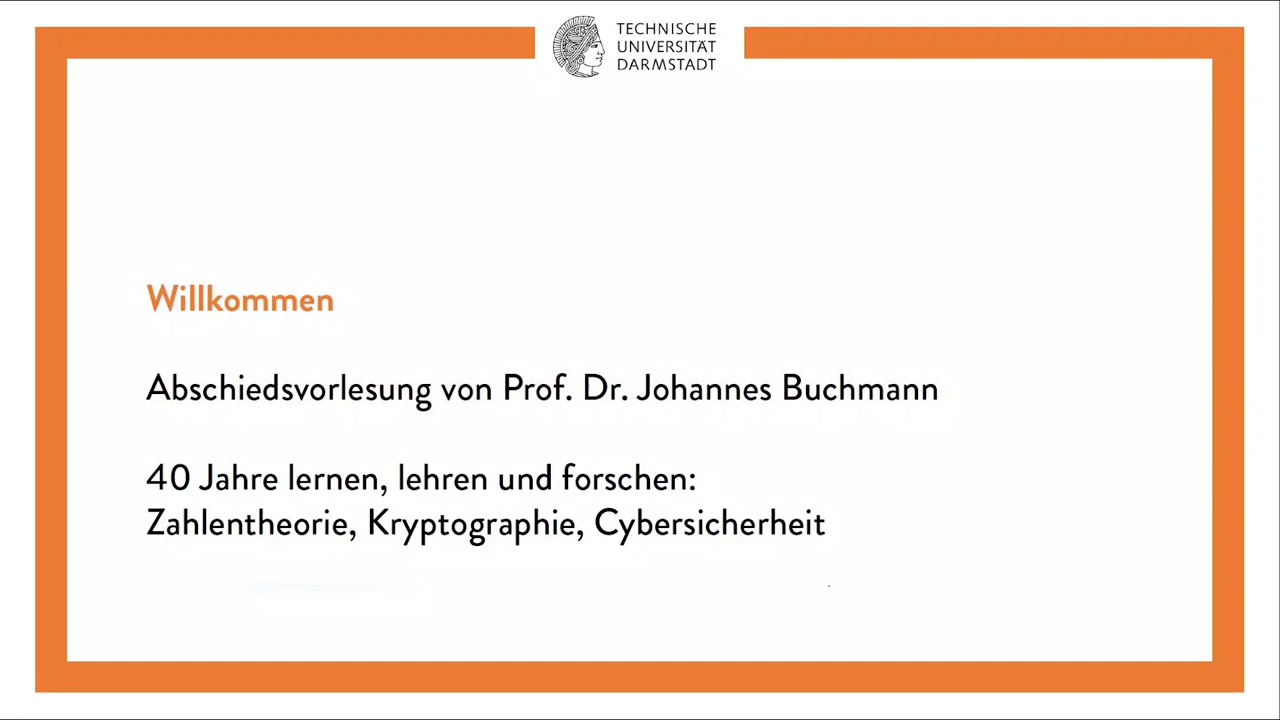 TECHNISCHE
UNIVERSITÄT
DARMSTADT
Willkommen
Abschiedsvorlesung von Prof. Dr. Johannes Buchmann
40 Jahre lernen, lehren und forschen:
Zahlentheorie, Kryptographie, Cybersicherheit